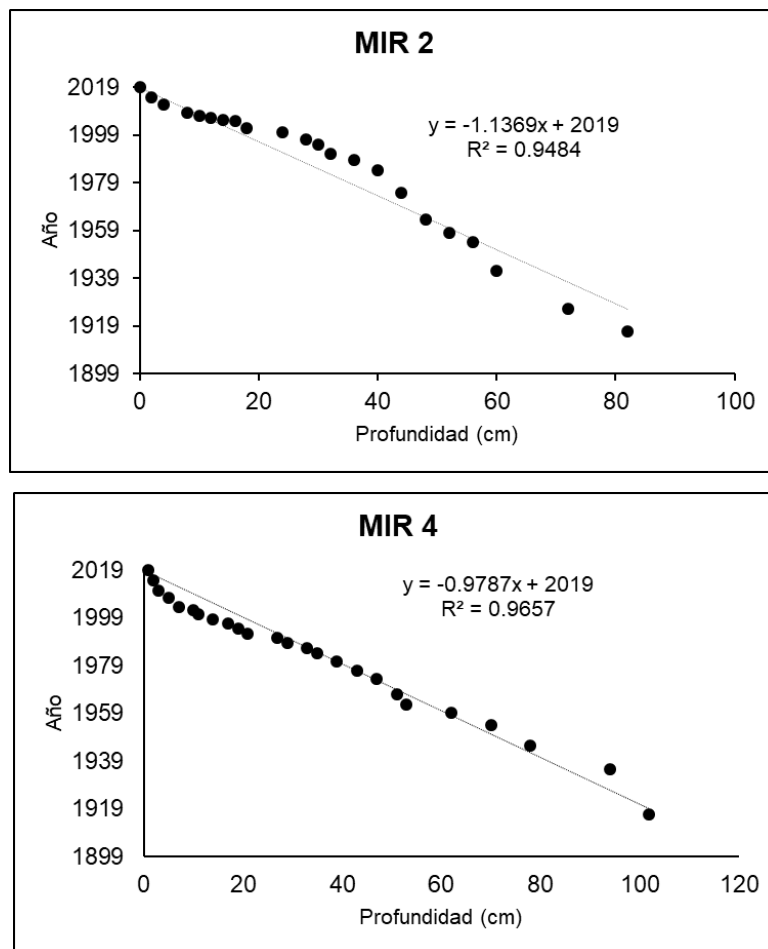 MIR 2
2019
1999
1979
1959
1939
1919
1899
Año
y = -1.1369x + 2019
R² = 0.9484
0 20 40 60 80 100
Profundidad (cm)
MIR 4
2019
1999
1979
1959
1939
1919
1899
Año
y = -0.9787x + 2019
R² = 0.9657
0 20 40 60 80 100 120
Profundidad (cm)